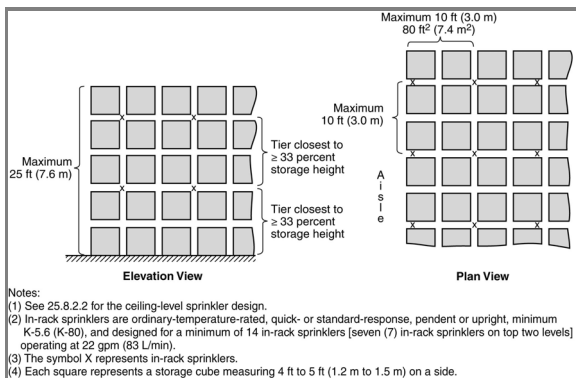 Maximum 10 ft (3.0 m)
80 ft² (7.4 m²)
Maximum
10 ft (3.0 m)
Maximum
25 ft (7.6 m)
x x
x x
Tier closest to
≥ 33 percent
storage height
Tier closest to
≥ 33 percent
storage height
x x x
x x x
x x x
A
i
s
l
e
Elevation View
Plan View
Notes:
(1) See 25.8.2.2 for the ceiling-level sprinkler design.
(2) In-rack sprinklers are ordinary-temperature-rated, quick- or standard-response, pendent or upright, minimum
K-5.6 (K-80), and designed for a minimum of 14 in-rack sprinklers [seven (7) in-rack sprinklers on top two levels]
operating at 22 gpm (83 L/min).
(3) The symbol X represents in-rack sprinklers.
(4) Each square represents a storage cube measuring 4 ft to 5 ft (1.2 m to 1.5 m) on a side.